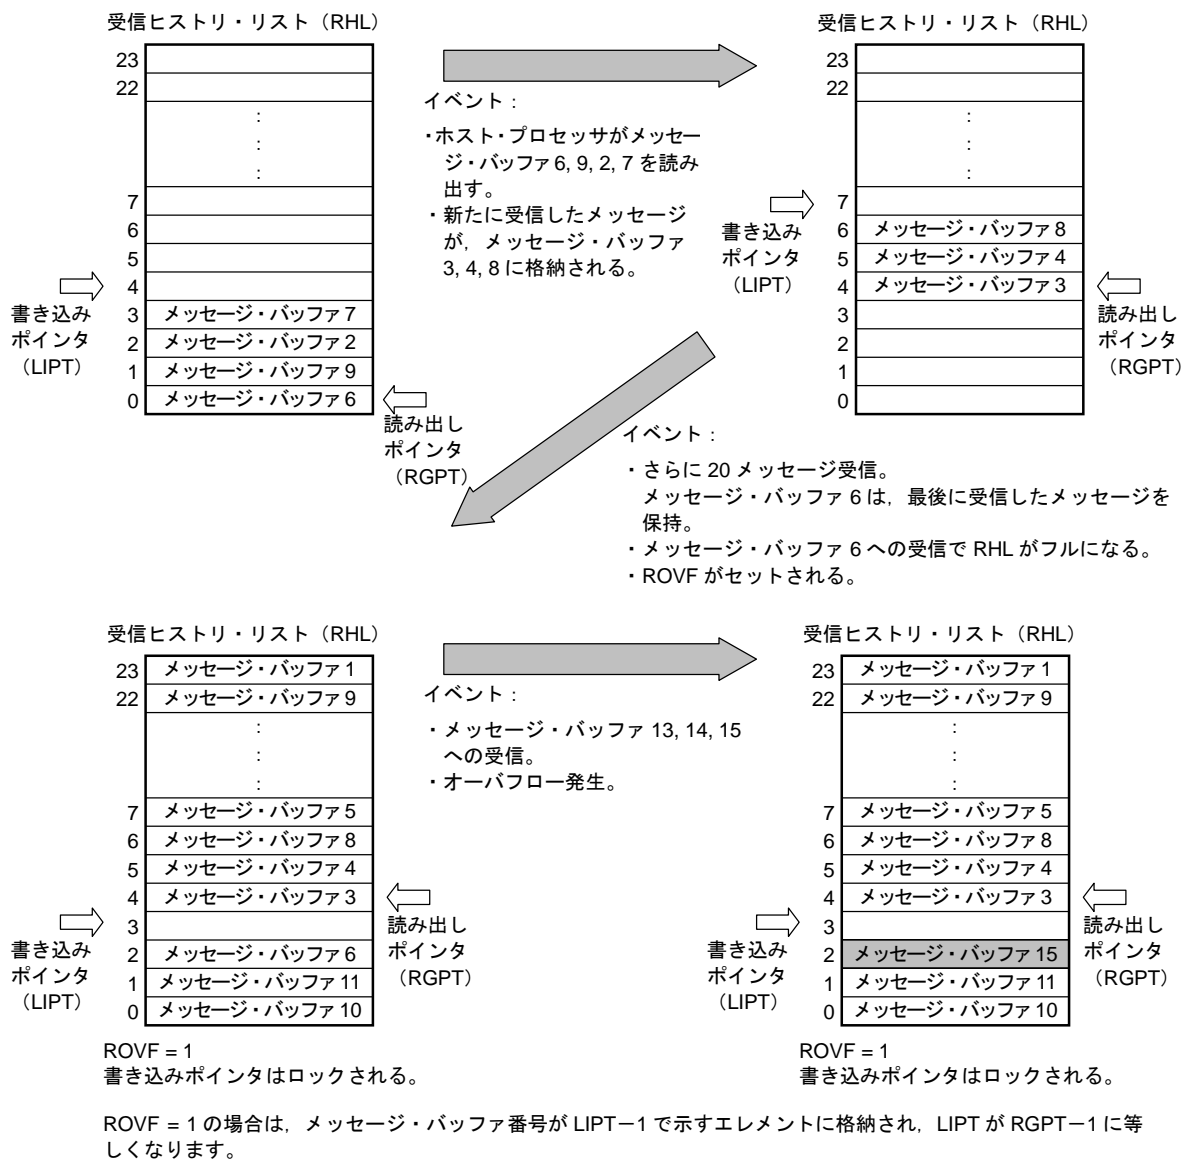 受信ヒストリ・リスト（RHL）
23
22
：
：
：
7
6
5
4
3 メッセージ・バッファ 7
2 メッセージ・バッファ 2
1 メッセージ・バッファ 9
0 メッセージ・バッファ 6
書き込み
ポインタ
（LIPT）
読み出し
ポインタ
（RGPT）
イベント：
・ホスト・プロセッサがメッセー
ジ・バッファ 6, 9, 2, 7 を読み
出す。
・新たに受信したメッセージ
が，メッセージ・バッファ
3, 4, 8 に格納される。
受信ヒストリ・リスト（RHL）
23
22
：
：
：
7
6 メッセージ・バッファ 8
5 メッセージ・バッファ 4
4 メッセージ・バッファ 3
3
2
1
0
書き込み
ポインタ
（LIPT）
読み出し
ポインタ
（RGPT）
イベント：
・さらに 20 メッセージ受信。
メッセージ・バッファ 6 は，最後に受信したメッセージを
保持。
・メッセージ・バッファ 6 への受信で RHL がフルになる。
・ROVF がセットされる。
受信ヒストリ・リスト（RHL）
23 メッセージ・バッファ 1
22 メッセージ・バッファ 9
：
：
：
7 メッセージ・バッファ 5
6 メッセージ・バッファ 8
5 メッセージ・バッファ 4
4 メッセージ・バッファ 3
3
2 メッセージ・バッファ 6
1 メッセージ・バッファ 11
0 メッセージ・バッファ 10
書き込み
ポインタ
（LIPT）
読み出し
ポインタ
（RGPT）
ROVF = 1
書き込みポインタはロックされる。
イベント：
・メッセージ・バッファ 13, 14, 15
への受信。
・オーバフロー発生。
受信ヒストリ・リスト（RHL）
23 メッセージ・バッファ 1
22 メッセージ・バッファ 9
：
：
：
7 メッセージ・バッファ 5
6 メッセージ・バッファ 8
5 メッセージ・バッファ 4
4 メッセージ・バッファ 3
3
2 メッセージ・バッファ 15
1 メッセージ・バッファ 11
0 メッセージ・バッファ 10
書き込み
ポインタ
（LIPT）
読み出し
ポインタ
（RGPT）
ROVF = 1
書き込みポインタはロックされる。
ROVF = 1 の場合は，メッセージ・バッファ番号が LIPT－1 で示すエレメントに格納され，LIPT が RGPT－1 に等
しくなります。